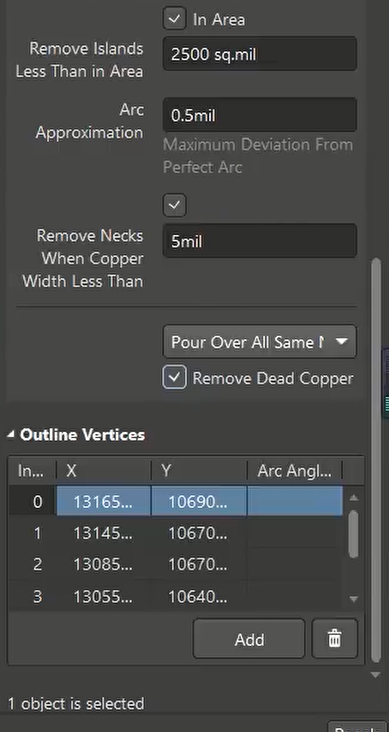 In Area
Remove Islands
Less Than in Area
2500 sq.mil
Arc
Approximation
0.5mil
Maximum Deviation From
Perfect Arc
Remove Necks
When Copper
Width Less Than
5mil
Pour Over All Same
Remove Dead Copper
Outline Vertices
In... X Y Arc Angl...
0 13165... 10690...
1 13145... 10670...
2 13085... 10670...
3 13055... 10640...
Add
1 object is selected